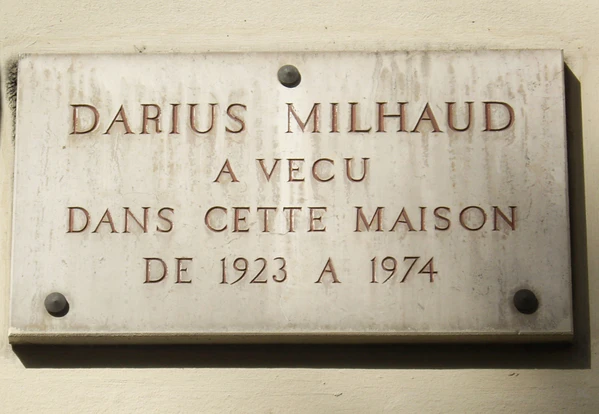 DARIUS MILHAUD
A VECU
DANS CETTE MAISON
DE 1923 A 1974